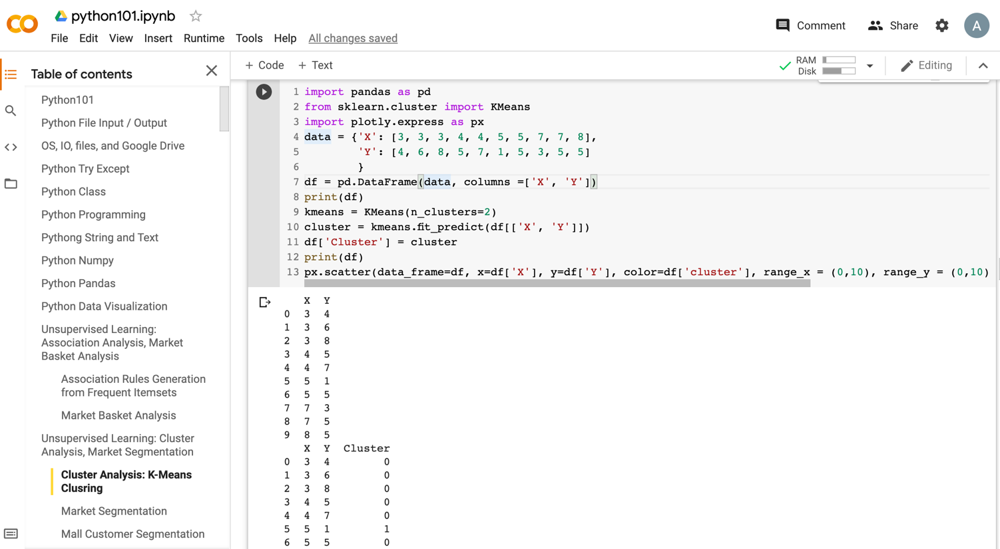 python101.ipynb
File Edit View Insert Runtime Tools Help All changes saved
Comment Share A
Table of contents
+ Code + Text
RAM
Disk
Editing
Python101
Python File Input / Output
OS, IO, files, and Google Drive
Python Try Except
Python Class
Python Programming
Pythong String and Text
Python Numpy
Python Pandas
Python Data Visualization
Unsupervised Learning:
Association Analysis, Market
Basket Analysis
Association Rules Generation
from Frequent Itemsets
Market Basket Analysis
Unsupervised Learning: Cluster
Analysis, Market Segmentation
Cluster Analysis: K-Means
Clusring
Market Segmentation
Mall Customer Segmentation
1 import pandas as pd
2 from sklearn.cluster import KMeans
3 import plotly.express as px
4 data = {'X': [3, 3, 3, 4, 4, 5, 5, 7, 7, 8],
5 'Y': [4, 6, 8, 5, 7, 1, 5, 3, 5, 5]
6 }
7 df = pd.DataFrame(data, columns =['X', 'Y'])
8 print(df)
9 kmeans = KMeans(n_clusters=2)
10 cluster = kmeans.fit_predict(df[['X', 'Y']])
11 df['Cluster'] = cluster
12 print(df)
13 px.scatter(data_frame=df, x=df['X'], y=df['Y'], color=df['cluster'], range_x = (0,10), range_y = (0,10)
X Y
0 3 4
1 3 6
2 3 8
3 4 5
4 4 7
5 5 1
6 5 5
7 7 3
8 7 5
9 8 5
X Y Cluster
0 3 4 0
1 3 6 0
2 3 8 0
3 4 5 0
4 4 7 0
5 5 1 1
6 5 5 0